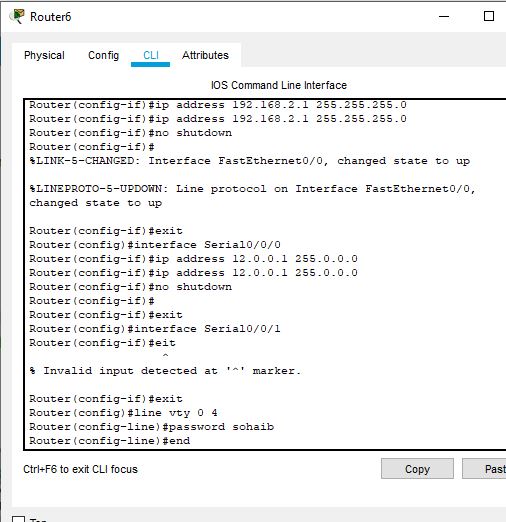 Router6
Physical Config CLI Attributes
IOS Command Line Interface
Router(config-if)#ip address 192.168.2.1 255.255.255.0
Router(config-if)#ip address 192.168.2.1 255.255.255.0
Router(config-if)#no shutdown
Router(config-if)#
%LINK-5-CHANGED: Interface FastEthernet0/0, changed state to up
%LINEPROTO-5-UPDOWN: Line protocol on Interface FastEthernet0/0,
changed state to up
Router(config-if)#exit
Router(config)#interface Serial0/0/0
Router(config-if)#ip address 12.0.0.1 255.0.0.0
Router(config-if)#ip address 12.0.0.1 255.0.0.0
Router(config-if)#no shutdown
Router(config-if)#
Router(config-if)#exit
Router(config)#interface Serial0/0/1
Router(config-if)#eit
^
% Invalid input detected at '^' marker.
Router(config-if)#exit
Router(config)#line vty 0 4
Router(config-line)#password sohaib
Router(config-line)#end
Ctrl+F6 to exit CLI focus Copy Past